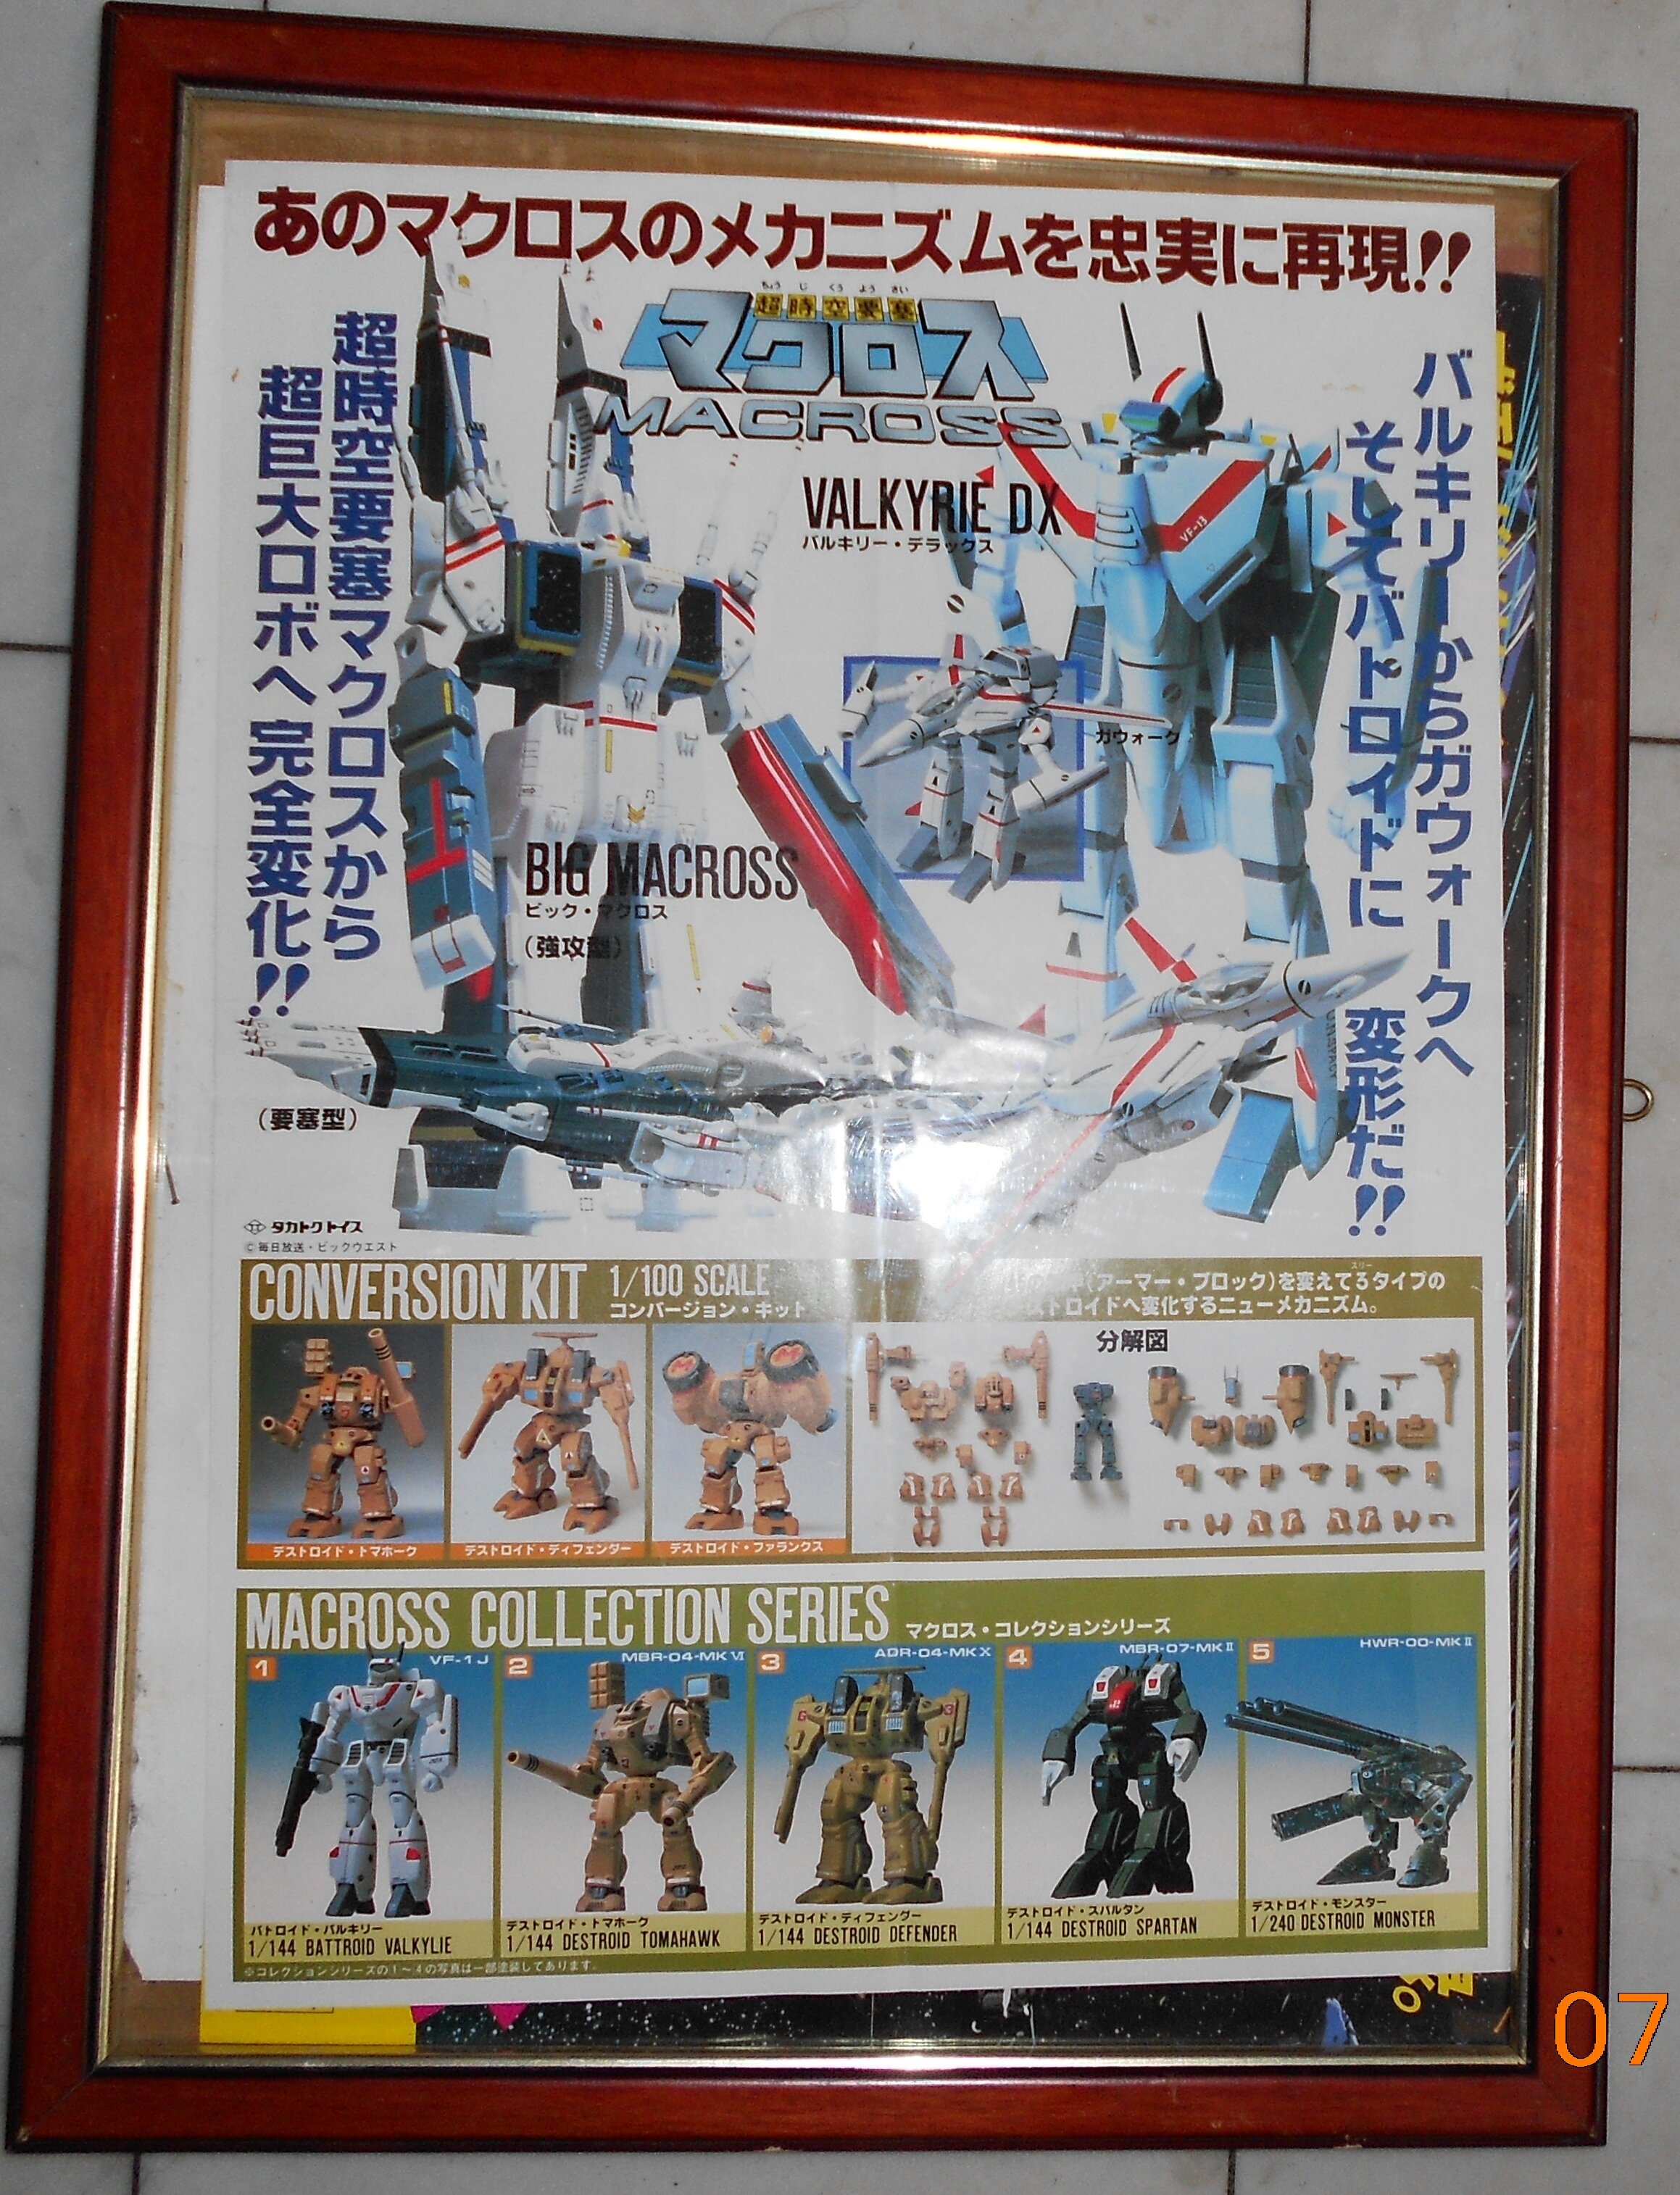 あのマクロスのメカニズムを忠実に再現!!
ちょうじくうようさい
超時空要塞
マクロス
MACROSS
超時空要塞マクロスから
超巨大ロボへ完全変化!!
バルキリーからガウォークへ
そしてバトロイドに 変形だ!!
VALKYRIE DX
バルキリー・デラックス
VF-13
ガウォーク
BIG MACROSS
ビック・マクロス
(強攻型)
(要塞型)
タカトクトイス
©毎日放送・ビックウエスト
CONVERSION KIT 1/100 SCALE
コンバージョン・キット
(アーマー・ブロック)を変えて3タイプの
スリー
ストロイドへ変化するニューメカニズム。
分解図
デストロイド・トマホーク
デストロイド・ディフェンダー
デストロイド・ファランクス
MACROSS COLLECTION SERIES マクロス・コレクションシリーズ
1 VF-1J
バトロイド・バルキリー
1/144 BATTROID VALKYLIE
2 MBR-04-MK VI
デストロイド・トマホーク
1/144 DESTROID TOMAHAWK
3 ADR-04-MK X
デストロイド・ディフェンダー
1/144 DESTROID DEFENDER
4 MBR-07-MK II
デストロイド・スパルタン
1/144 DESTROID SPARTAN
5 HWR-00-MK II
デストロイド・モンスター
1/240 DESTROID MONSTER
※コレクションシリーズの1～4の写真は一部塗装してあります。
07